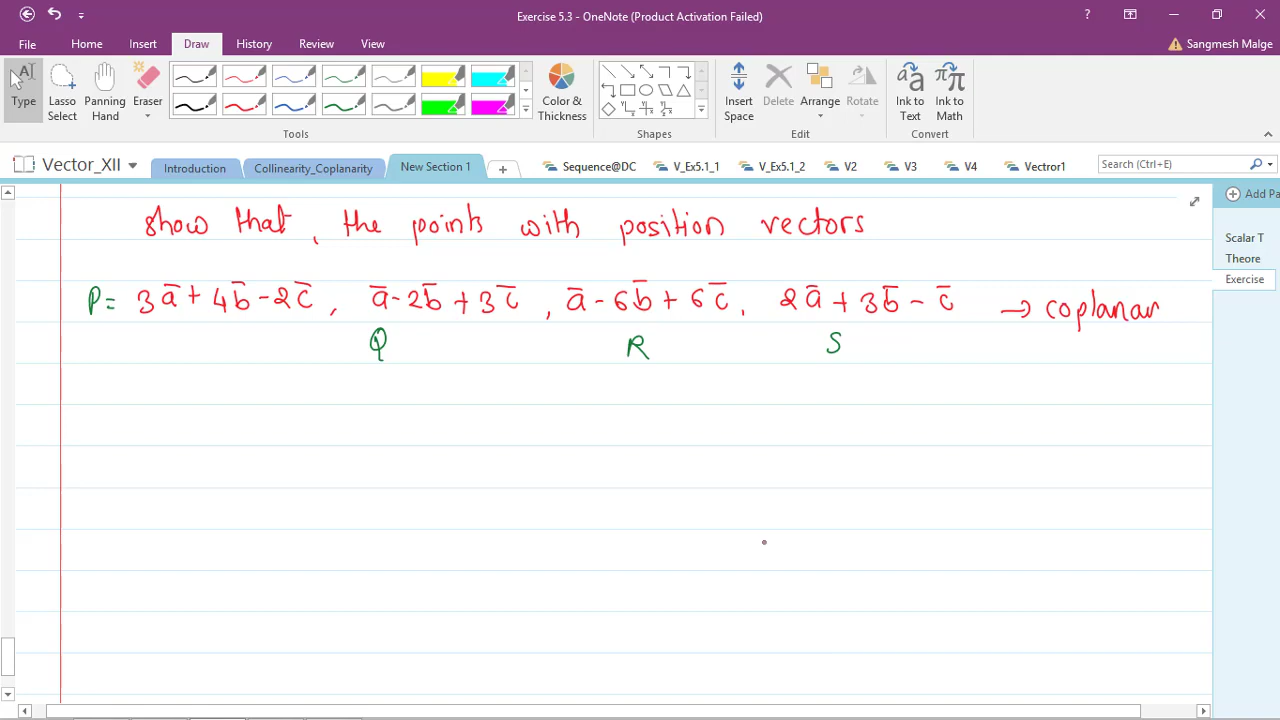 Exercise 5.3 - OneNote (Product Activation Failed)
?
File Home Insert Draw History Review View Sangmesh Malge
Type Lasso Select Panning Hand Eraser Color & Thickness Insert Space Delete Arrange Rotate Ink to Text Ink to Math
Tools Shapes Edit Convert
Vector_XII Introduction Collinearity_Coplanarity New Section 1 + Sequence@DC V_Ex5.1_1 V_Ex5.1_2 V2 V3 V4 Vectror1 Search (Ctrl+E)
Add Pa
Scalar T
Theore
Exercise
show that, the points with position vectors
P = 3a̅ + 4b̅ - 2c̅ , a̅ - 2b̅ + 3c̅ , a̅ - 6b̅ + 6c̅ , 2a̅ + 3b̅ - c̅ → coplanar
Q R S